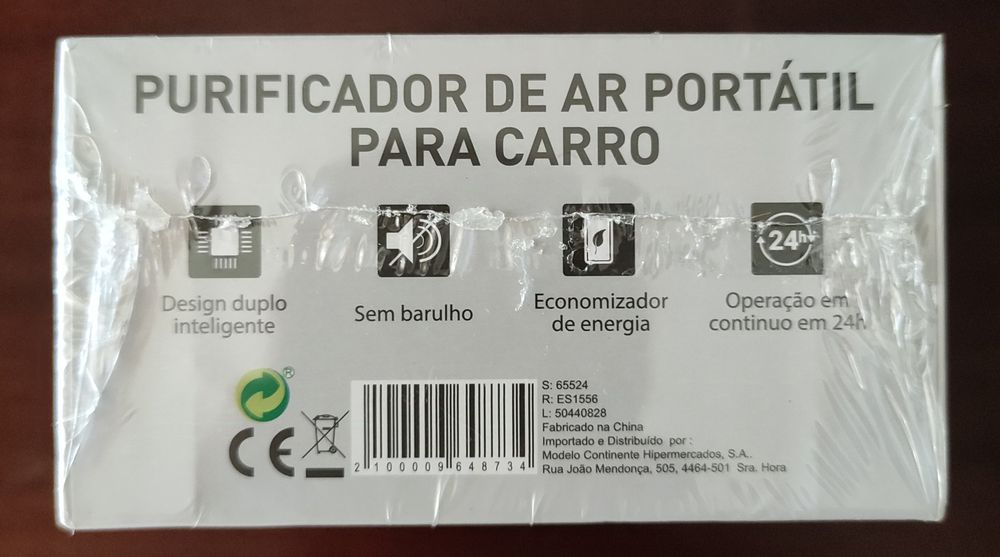 PURIFICADOR DE AR PORTÁTIL
PARA CARRO
24h+
Design duplo
inteligente
Sem barulho
Economizador
de energia
Operação em
continuo em 24h
®
CE
2 100009 648734
S: 65524
R: ES1556
L: 50440828
Fabricado na China
Importado e Distribuído por :
Modelo Continente Hipermercados, S.A..
Rua João Mendonça, 505, 4464-501 Sra. Hora